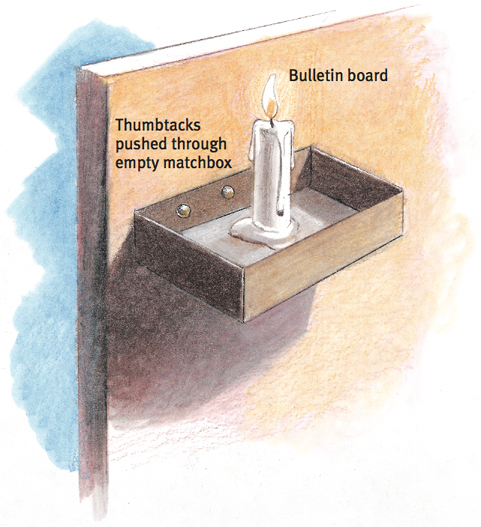 Bulletin board
Thumbtacks
pushed through
empty matchbox